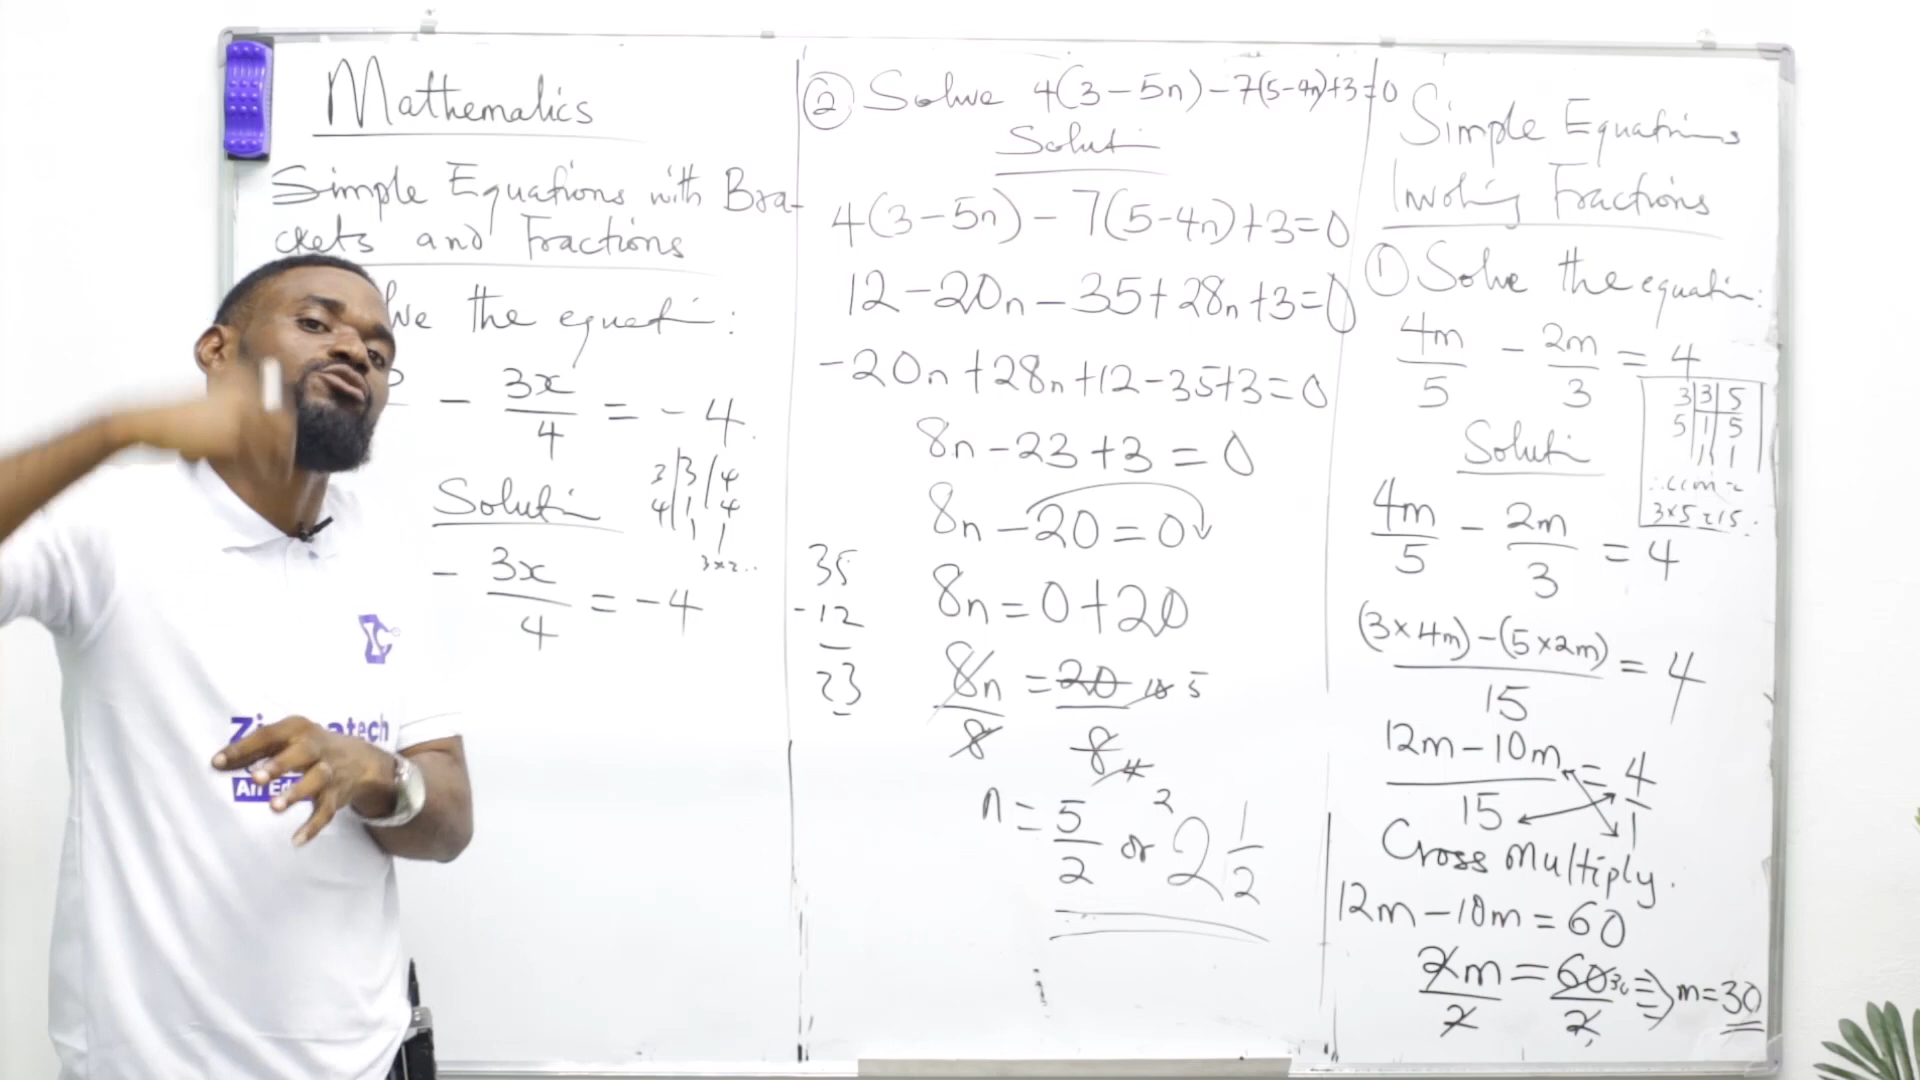 Mathematics
Simple Equations with Bra-
ckets and Fractions
the equation:
- 3x/4 = -4
3 | 3 | 4
4 | 1 | 4
1 1
Solution
- 3x/4 = -4
② Solve 4(3-5n)-7(5-4n)+3=0
Solution
4(3-5n) - 7(5-4n)+3=0
12-20n-35+28n+3=0
-20n+28n+12-35+3=0
8n-23+3=0
8n-20=0
8n=0+20
8n/8 = 20/8 10 5
4
2
n = 5/2 or 2 1/2
35
-12
23
Simple Equations
Involving Fractions
① Solve the equation:
4m/5 - 2m/3 = 4
3 | 3 | 5
5 | 1 | 5
1 | 1
∴ LCM =
3x5=15.
Solution
4m/5 - 2m/3 = 4
(3x4m)-(5x2m)/15 = 4
12m-10m/15 = 4/1
Cross Multiply.
12m-10m=60
2m/2 = 60/2 30 ⇒ m=30